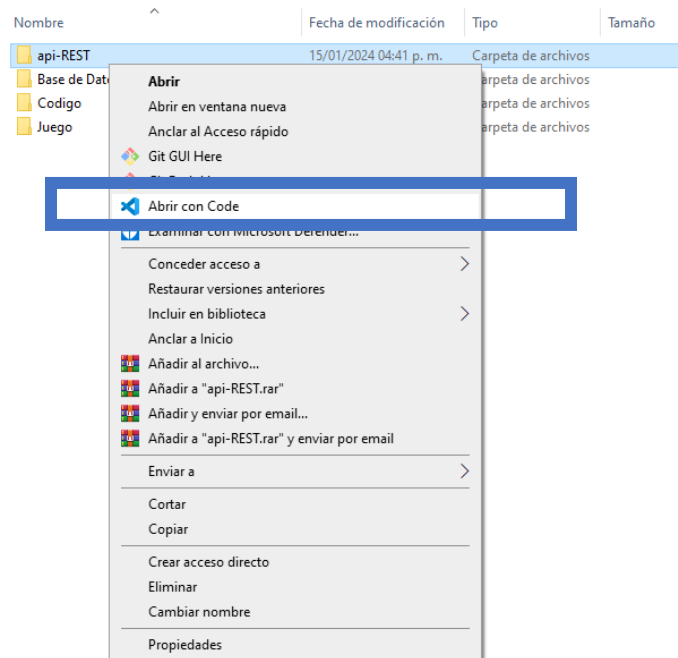 Nombre Fecha de modificación Tipo Tamaño
api-REST 15/01/2024 04:41 p. m. Carpeta de archivos
Base de Dat arpeta de archivos
Codigo arpeta de archivos
Juego arpeta de archivos
Abrir
Abrir en ventana nueva
Anclar al Acceso rápido
Git GUI Here
Abrir con Code
Examinar con Microsoft Defender...
Conceder acceso a
Restaurar versiones anteriores
Incluir en biblioteca
Anclar a Inicio
Añadir al archivo...
Añadir a "api-REST.rar"
Añadir y enviar por email...
Añadir a "api-REST.rar" y enviar por email
Enviar a
Cortar
Copiar
Crear acceso directo
Eliminar
Cambiar nombre
Propiedades